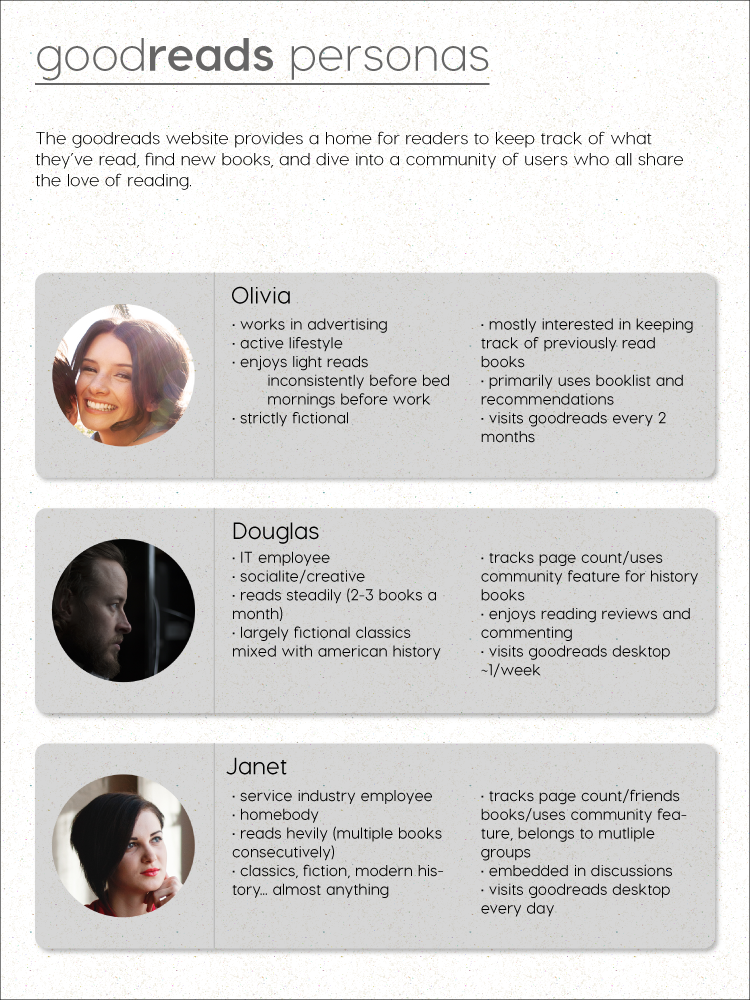 goodreads personas
The goodreads website provides a home for readers to keep track of what
they've read, find new books, and dive into a community of users who all share
the love of reading.
Olivia
· works in advertising
· active lifestyle
· enjoys light reads
inconsistently before bed
mornings before work
· strictly fictional
· mostly interested in keeping
track of previously read
books
· primarily uses booklist and
recommendations
· visits goodreads every 2
months
Douglas
· IT employee
· socialite/creative
· reads steadily (2-3 books a
month)
· largely fictional classics
mixed with american history
· tracks page count/uses
community feature for history
books
· enjoys reading reviews and
commenting
· visits goodreads desktop
~1/week
Janet
· service industry employee
· homebody
· reads hevily (multiple books
consecutively)
· classics, fiction, modern his-
tory... almost anything
· tracks page count/friends
books/uses community fea-
ture, belongs to mutliple
groups
· embedded in discussions
· visits goodreads desktop
every day